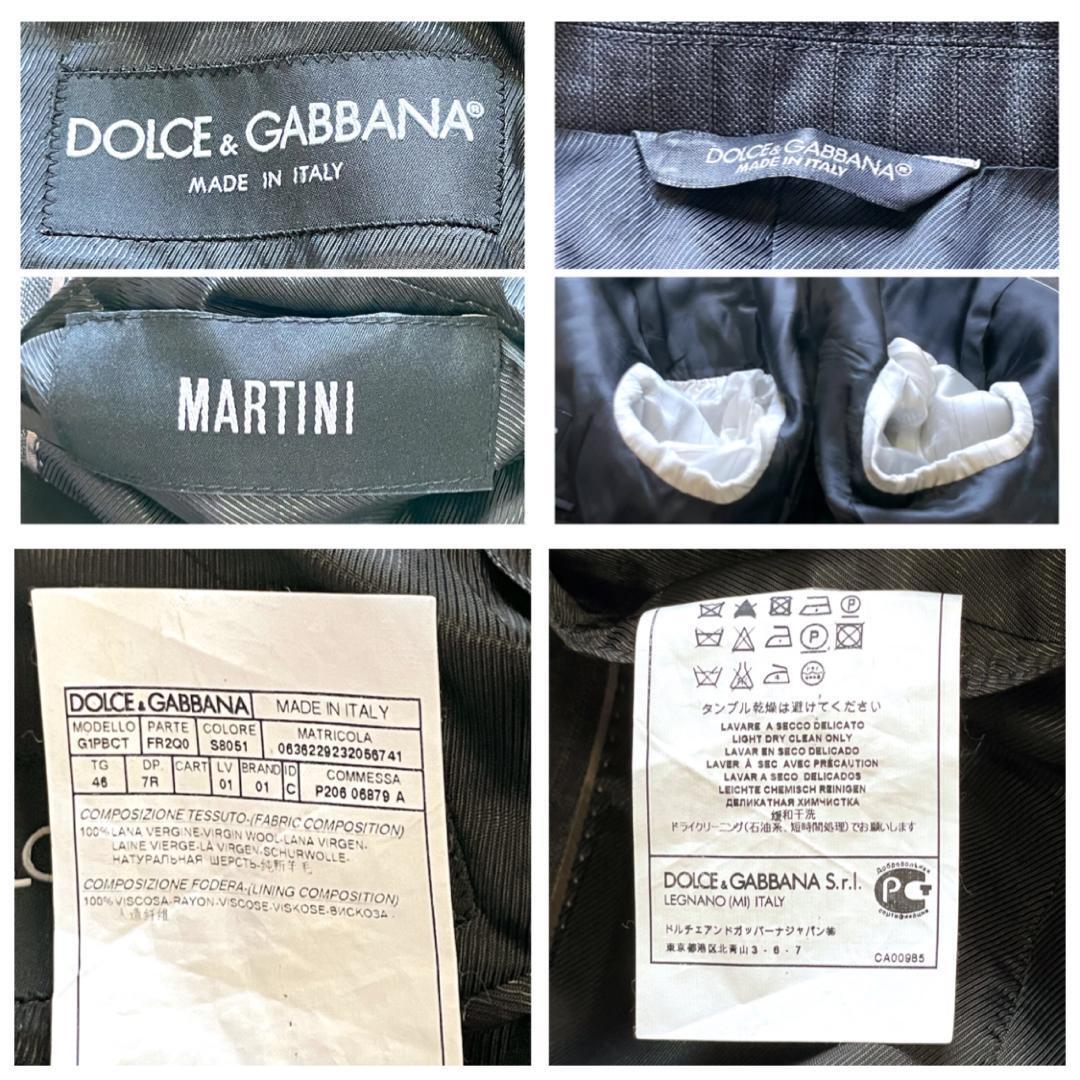 DOLCE & GABBANA®
MADE IN ITALY
DOLCE & GABBANA®
MADE IN ITALY
MARTINI
DOLCE & GABBANA MADE IN ITALY
MODELLO PARTE COLORE MATRICOLA
G1PBCT FR2Q0 S8051 0636229232056741
TG DP. CART LV BRAND ID COMMESSA
46 7R 01 01 C P206 06879 A
COMPOSIZIONE TESSUTO-(FABRIC COMPOSITION)
100% LANA VERGINE-VIRGIN WOOL-LANA VIRGEN-
LAINE VIERGE-LÀ VIRGEN-SCHURWOLLE-
НАТУРАЛЬНАЯ ШЕРСТЬ-纯新羊毛
COMPOSIZIONE FODERA-(LINING COMPOSITION)
100% VISCOSA-RAYON-VISCOSE-VISKOSE-ВИСКОЗА-
人造纤维
P
P
4
タンブル乾燥は避けてください
LAVARE A SECCO DELICATO
LIGHT DRY CLEAN ONLY
LAVAR EN SECO DELICADO
LAVER À SEC AVEC PRÉCAUTION
LAVAR A SECO DELICADOS
LEICHTE CHEMISCH REINIGEN
ДЕЛИКАТНАЯ ХИМЧИСТКА
缓和干洗
ドライクリーニング(石油系、短時間処理)でお願いします
DOLCE & GABBANA S.r.l.
LEGNANO (MI) ITALY
Добровольная
РСТ
сертификация
ドルチェアンドガッバーナジャパン㈱
東京都港区北青山3-6-7
CA00985